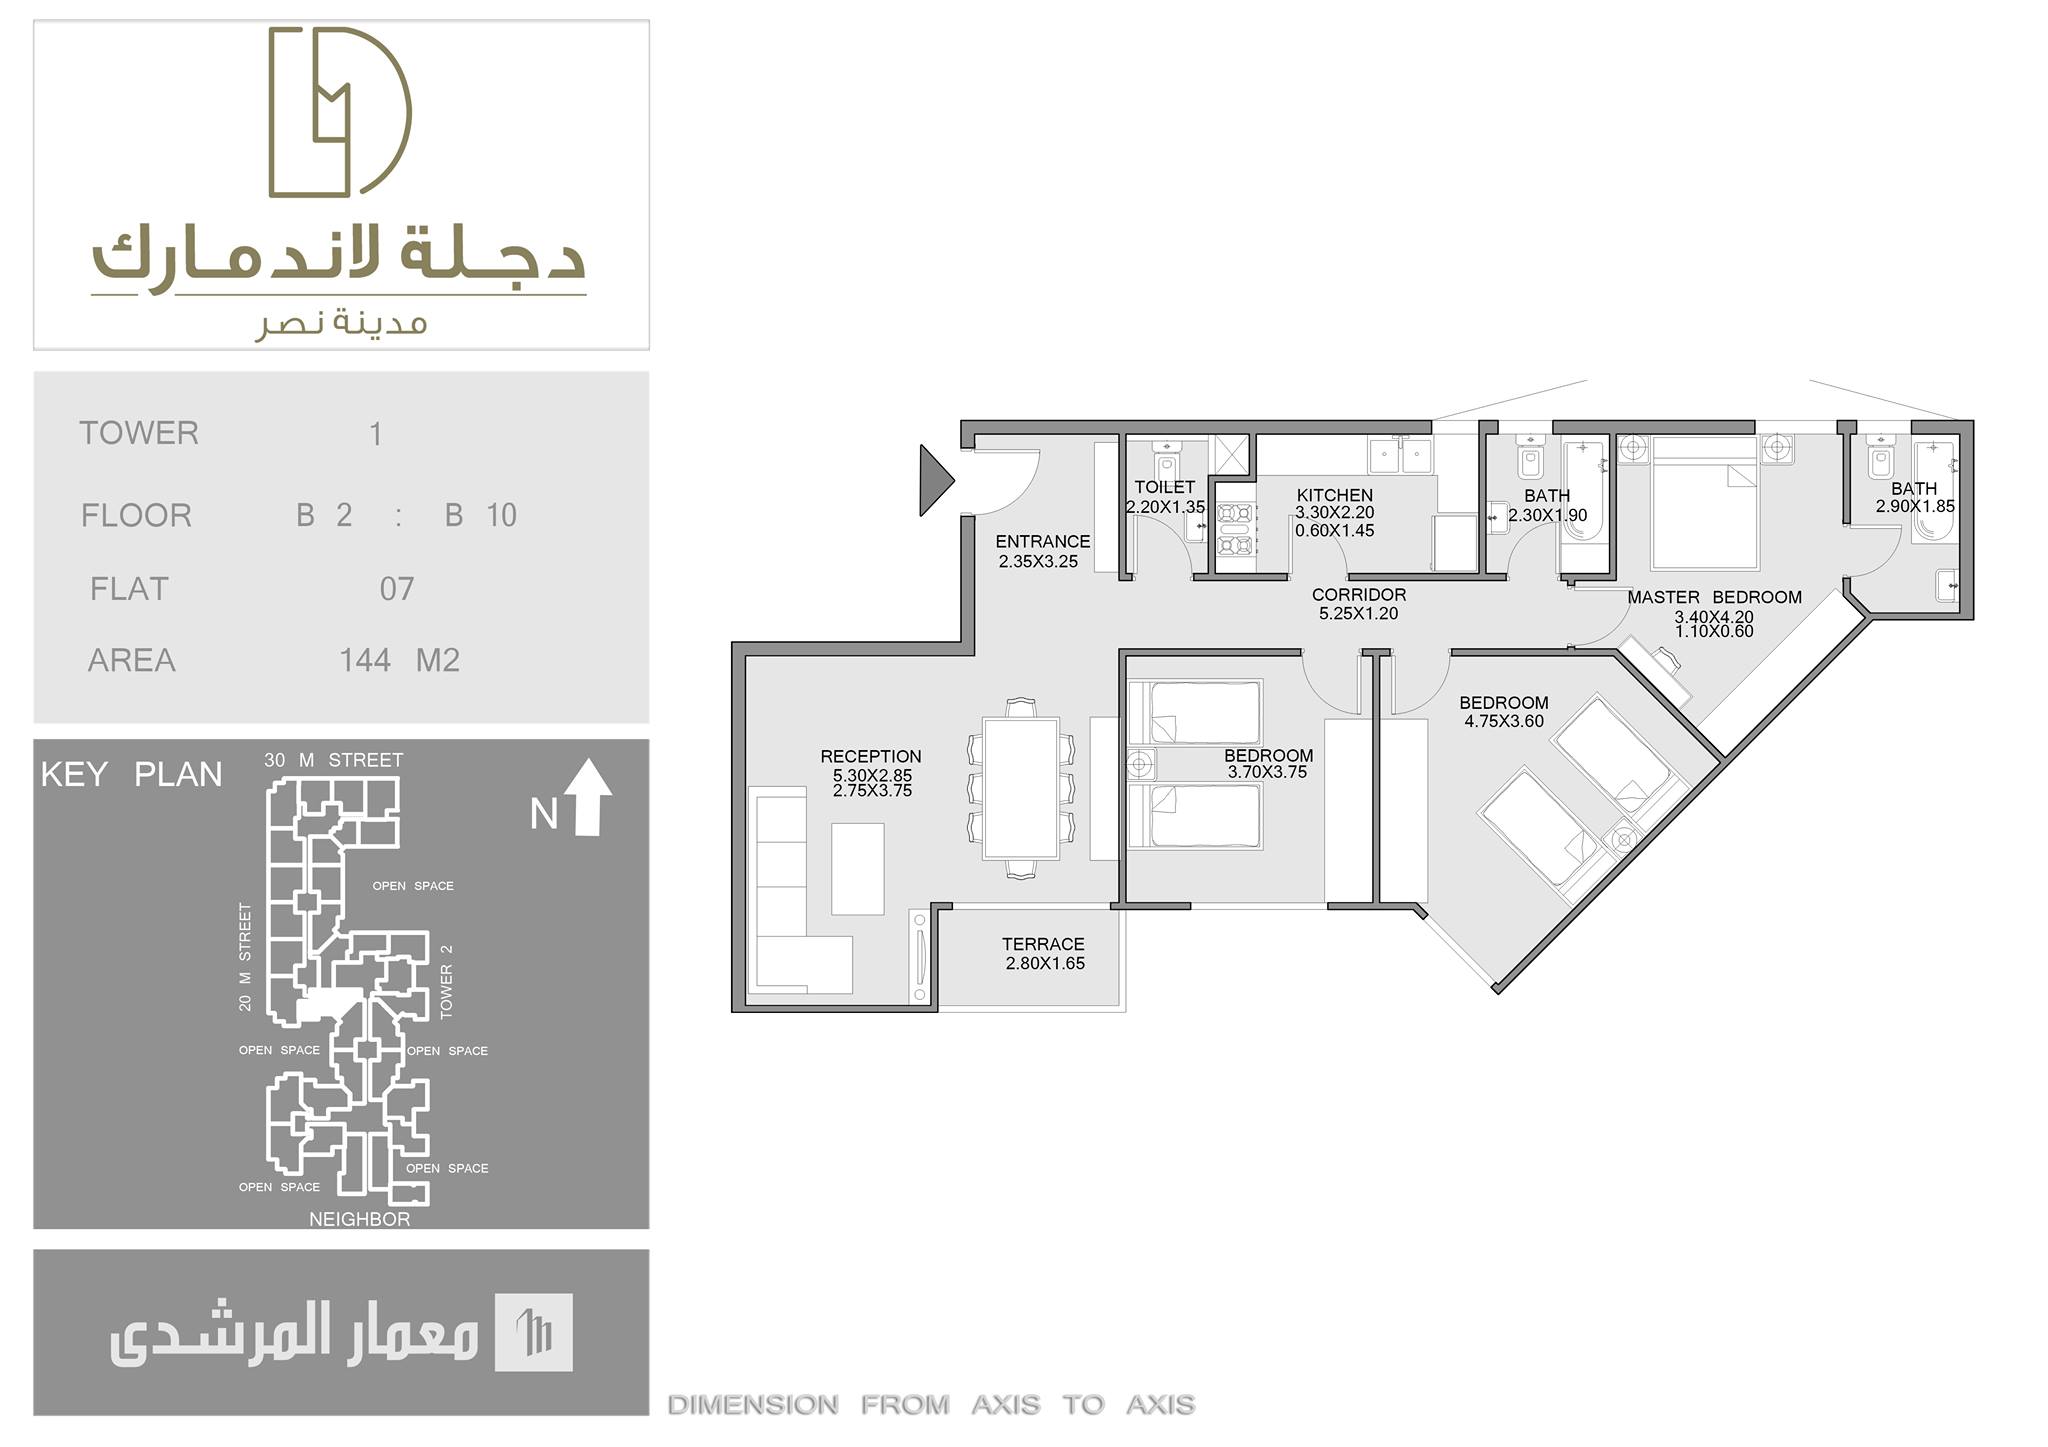 دجلة لاندمارك
مدينة نصر
TOWER 1
FLOOR B 2 : B 10
FLAT 07
AREA 144 M2
KEY PLAN
30 M STREET
N
OPEN SPACE
20 M STREET
TOWER 2
OPEN SPACE
OPEN SPACE
OPEN SPACE
OPEN SPACE
NEIGHBOR
معمار المرشدى
ENTRANCE
2.35X3.25
TOILET
2.20X1.35
KITCHEN
3.30X2.20
0.60X1.45
BATH
2.30X1.90
BATH
2.90X1.85
CORRIDOR
5.25X1.20
MASTER BEDROOM
3.40X4.20
1.10X0.60
RECEPTION
5.30X2.85
2.75X3.75
BEDROOM
3.70X3.75
BEDROOM
4.75X3.60
TERRACE
2.80X1.65
DIMENSION FROM AXIS TO AXIS